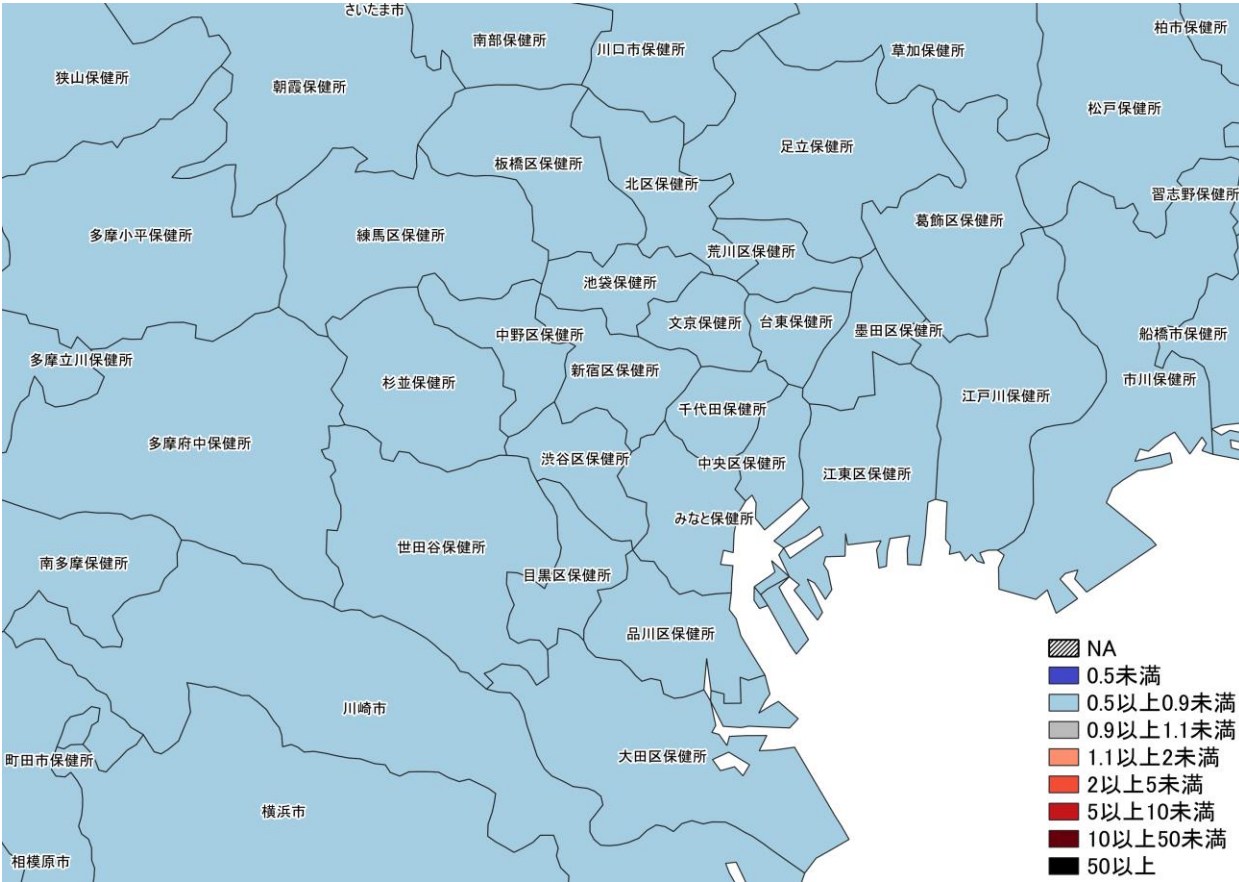 さいたま市
南部保健所
川口市保健所
草加保健所
柏市保健所
狭山保健所
朝霞保健所
松戸保健所
板橋区保健所
足立保健所
北区保健所
習志野保健所
多摩小平保健所
練馬区保健所
荒川区保健所
葛飾区保健所
池袋保健所
文京保健所
台東保健所
中野区保健所
墨田区保健所
船橋市保健所
多摩立川保健所
杉並保健所
新宿区保健所
市川保健所
江戸川保健所
千代田保健所
多摩府中保健所
渋谷区保健所
中央区保健所
江東区保健所
みなと保健所
世田谷保健所
南多摩保健所
目黒区保健所
品川区保健所
川崎市
大田区保健所
町田市保健所
横浜市
相模原市
NA
0.5未満
0.5以上0.9未満
0.9以上1.1未満
1.1以上2未満
2以上5未満
5以上10未満
10以上50未満
50以上